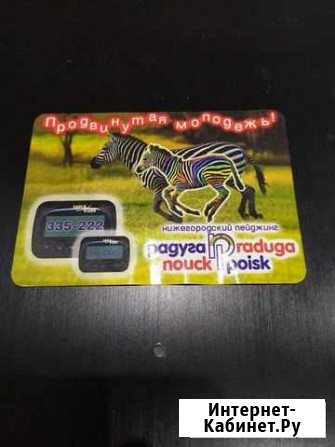 Продвинутая молодежь!
335-222
нижегородский пейджинг
радуга raduga
поиск poisk
Интернет-
Кабинет.Ру